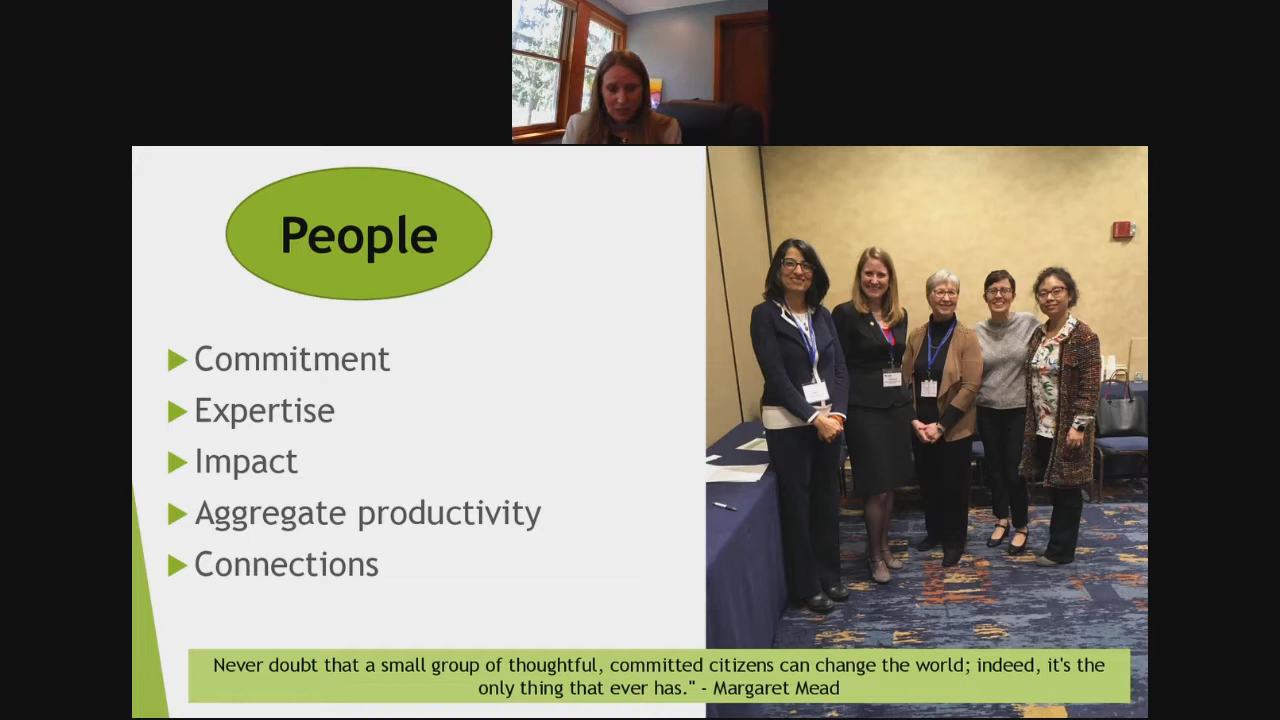 People
Commitment
Expertise
Impact
Aggregate productivity
Connections
Never doubt that a small group of thoughtful, committed citizens can change the world; indeed, it's the
only thing that ever has." - Margaret Mead